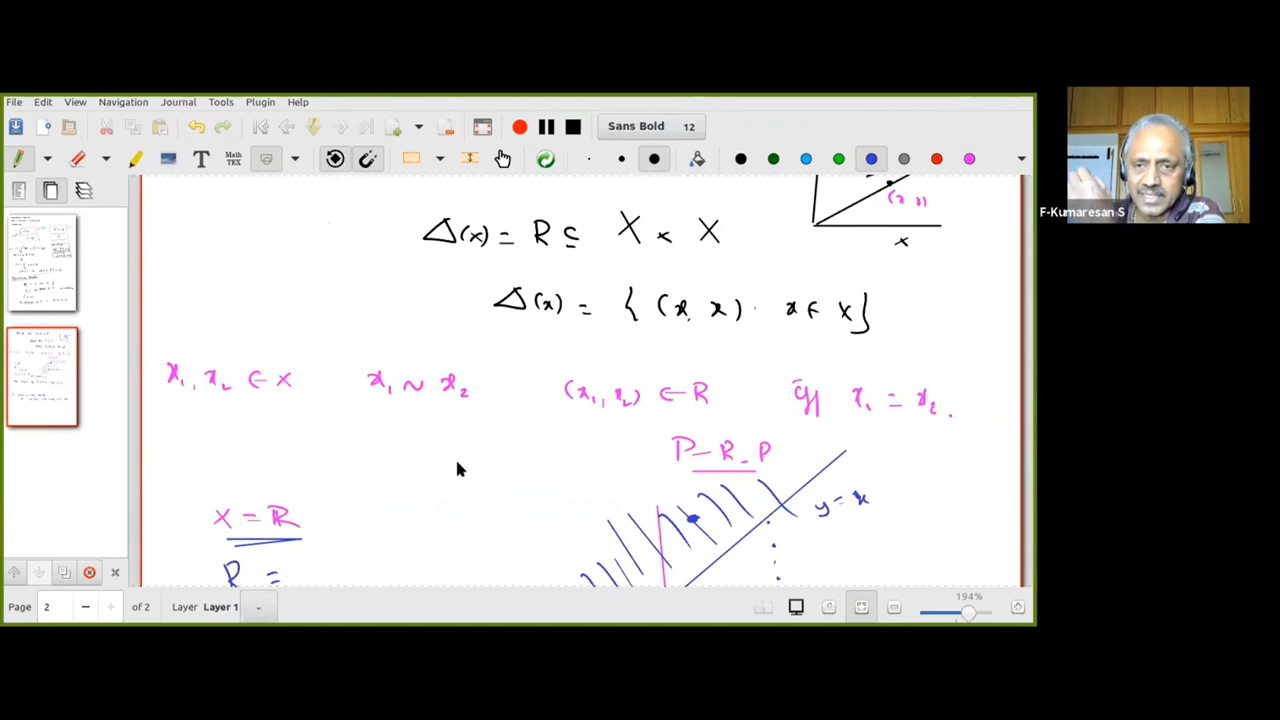 File Edit View Navigation Journal Tools Plugin Help
Sans Bold 12
F-Kumaresan S
(x, x)
x
Δ(x) = R ⊆ X × X
Δ(x) = { (x, x) : x ∈ X }
x₁, x₂ ∈ X x₁ ~ x₂ (x₁, x₂) ∈ R iff x₁ = x₂.
P-R-P
X = ℝ
y = x
R =
Page 2 of 2 Layer Layer 1
194%